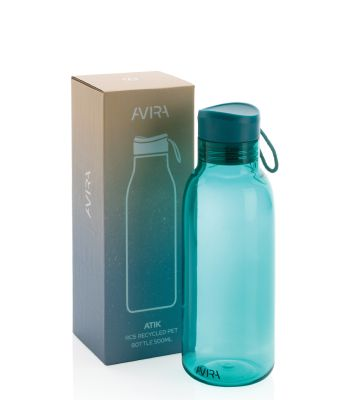 AVIRA
AVIRA
ATIK
RCS RECYCLED PET
BOTTLE 500ML
AVIRA